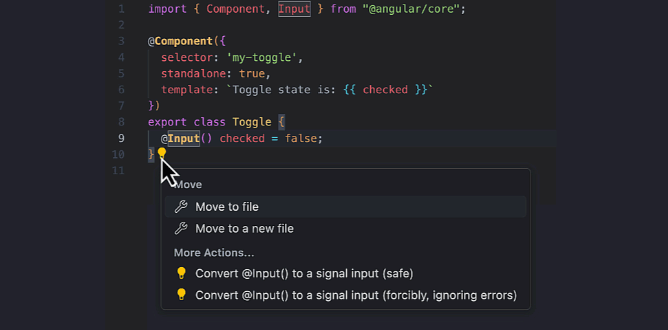 1 import { Component, Input } from "@angular/core";
2
3 @Component({
4 selector: 'my-toggle',
5 standalone: true,
6 template: `Toggle state is: {{ checked }}`
7 })
8 export class Toggle {
9 @Input() checked = false;
10 }
11
Move
Move to file
Move to a new file
More Actions...
Convert @Input() to a signal input (safe)
Convert @Input() to a signal input (forcibly, ignoring errors)